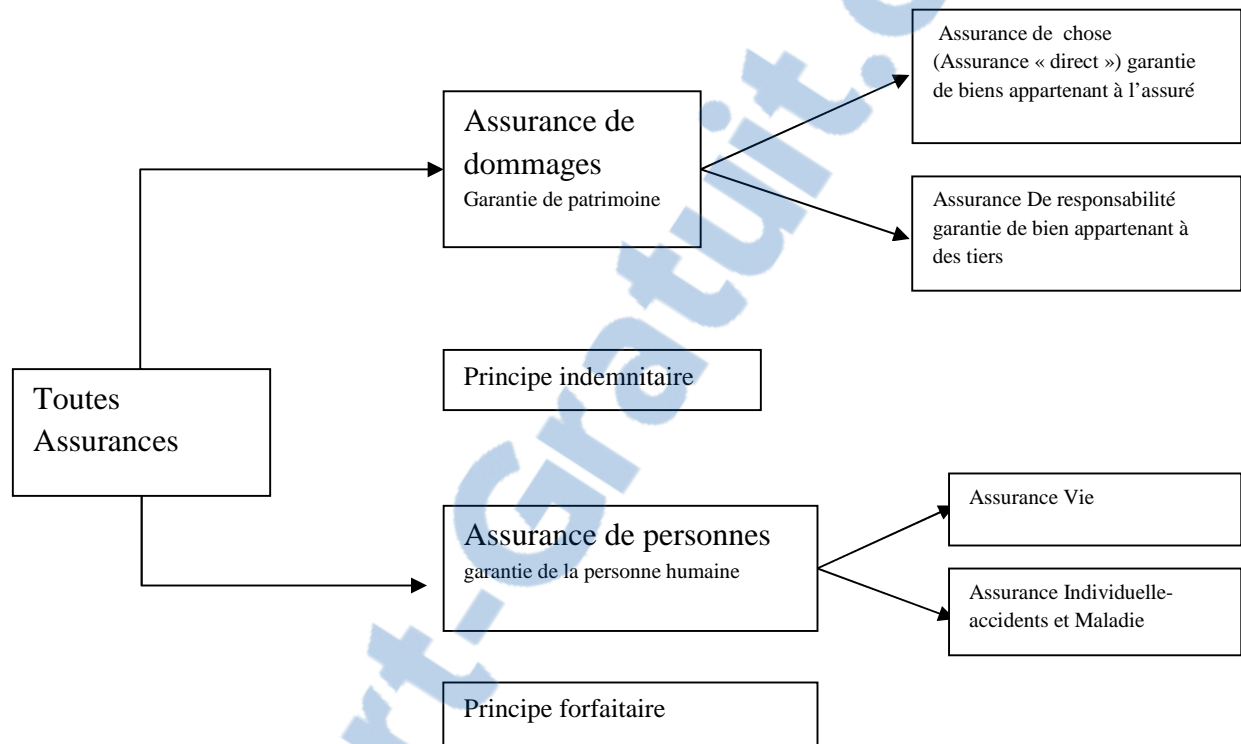 Assurance de chose
(Assurance « direct ») garantie
de biens appartenant à l'assuré
Assurance de
dommages
Garantie de patrimoine
Assurance De responsabilité
garantie de bien appartenant à
des tiers
Principe indemnitaire
Toutes
Assurances
Assurance de personnes
garantie de la personne humaine
Assurance Vie
Assurance Individuelle-
accidents et Maladie
Principe forfaitaire
rt-Gratuit.